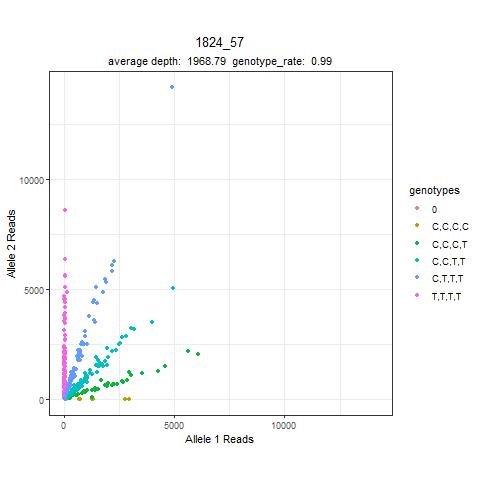 1824_57
average depth:  1968.79  genotype_rate:  0.99
Allele 2 Reads
10000
5000
0
0
5000
10000
Allele 1 Reads
genotypes
0
C,C,C,C
C,C,C,T
C,C,T,T
C,T,T,T
T,T,T,T